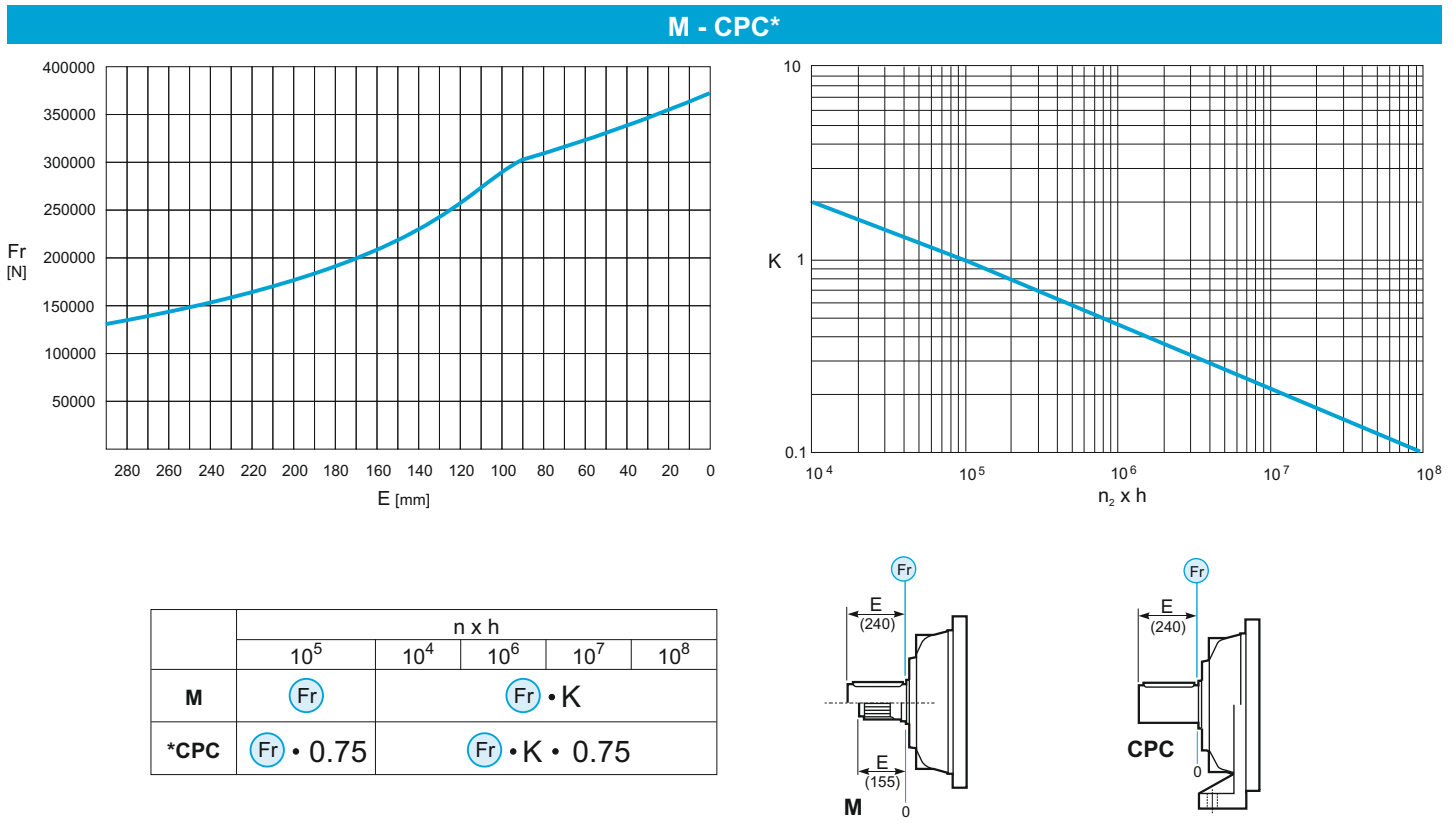 M - CPC*
400000
350000
300000
250000
200000
150000
100000
50000
Fr
[N]
280 260 240 220 200 180 160 140 120 100 80 60 40 20 0
E [mm]
10
1
0.1
K
10⁴ 10⁵ 10⁶ 10⁷ 10⁸
n₂ x h
n x h
10⁵ 10⁴ 10⁶ 10⁷ 10⁸
M Fr Fr • K
*CPC Fr • 0.75 Fr • K • 0.75
Fr
E
(240)
E
(155)
M
0
Fr
E
(240)
CPC
0